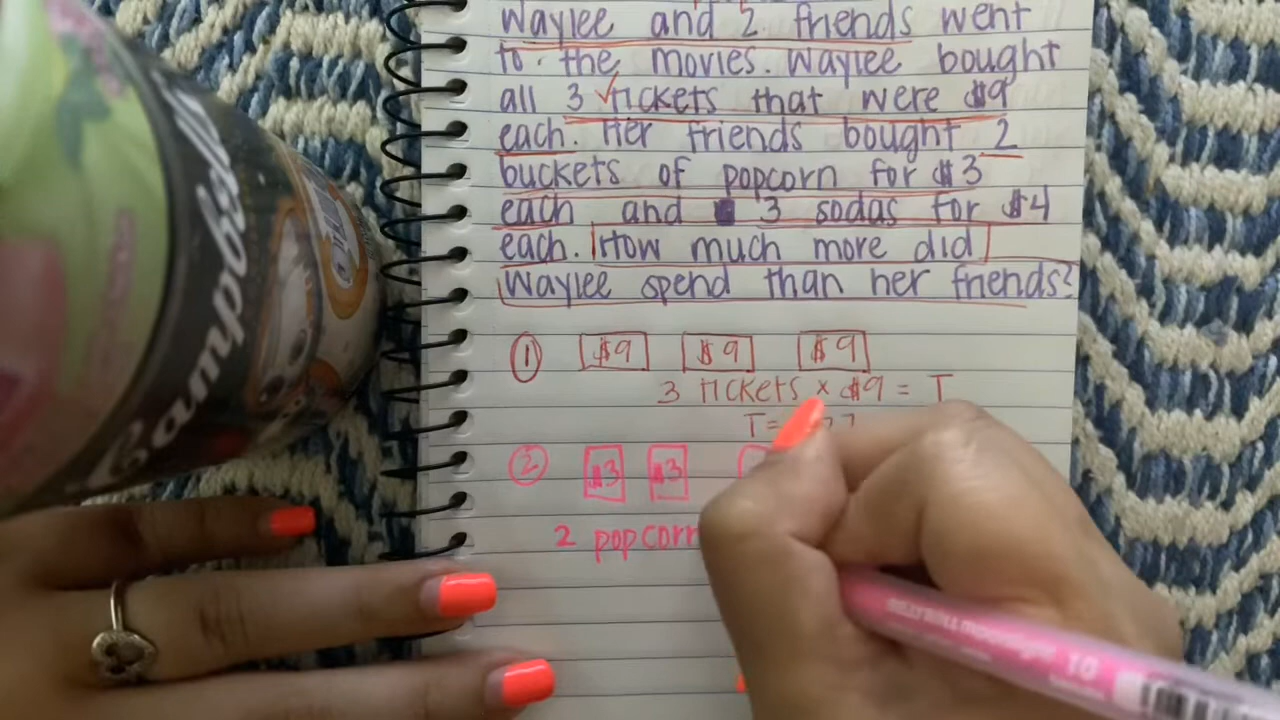 Waylee and 2 friends went
to the movies. Waylee bought
all 3 tickets that were $9
each. Her friends bought 2
buckets of popcorn for $3
each and 3 sodas for $4
each. How much more did
Waylee spend than her friends?
1 $9 $9 $9
3 tickets x $9 = T
T=
2 $3 $3
2 popcorn
Campagnol
10